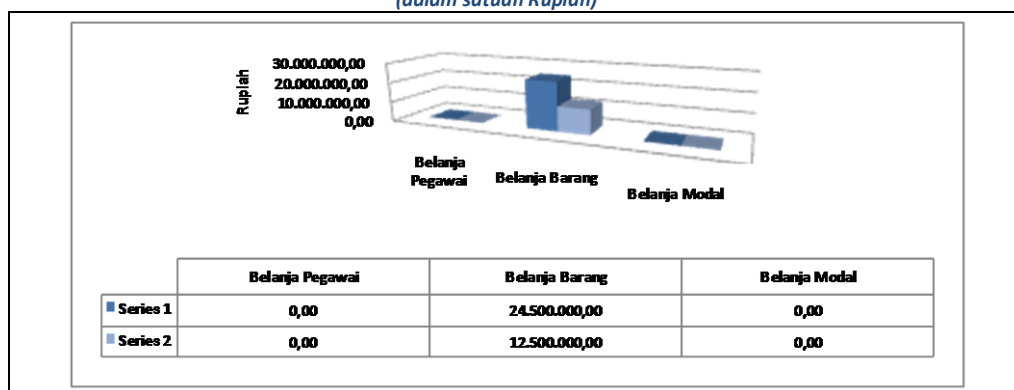 (dalam satuan Rupiah)
Rupiah
30.000.000,00
20.000.000,00
10.000.000,00
0,00
Belanja
Pegawai
Belanja Barang
Belanja Modal
Belanja Pegawai Belanja Barang Belanja Modal
Series 1 0,00 24.500.000,00 0,00
Series 2 0,00 12.500.000,00 0,00